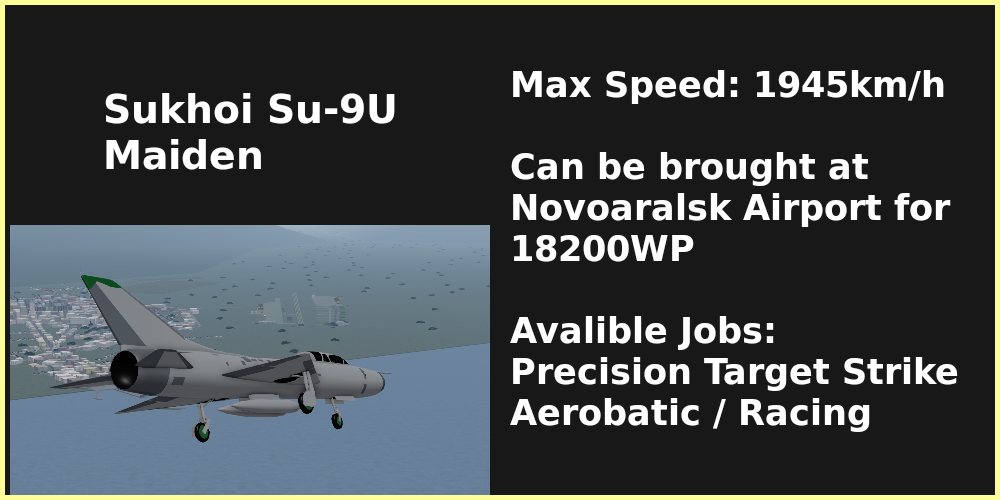 Sukhoi Su-9U
Maiden
Max Speed: 1945km/h
Can be brought at
Novoaralsk Airport for
18200WP
Avalible Jobs:
Precision Target Strike
Aerobatic / Racing